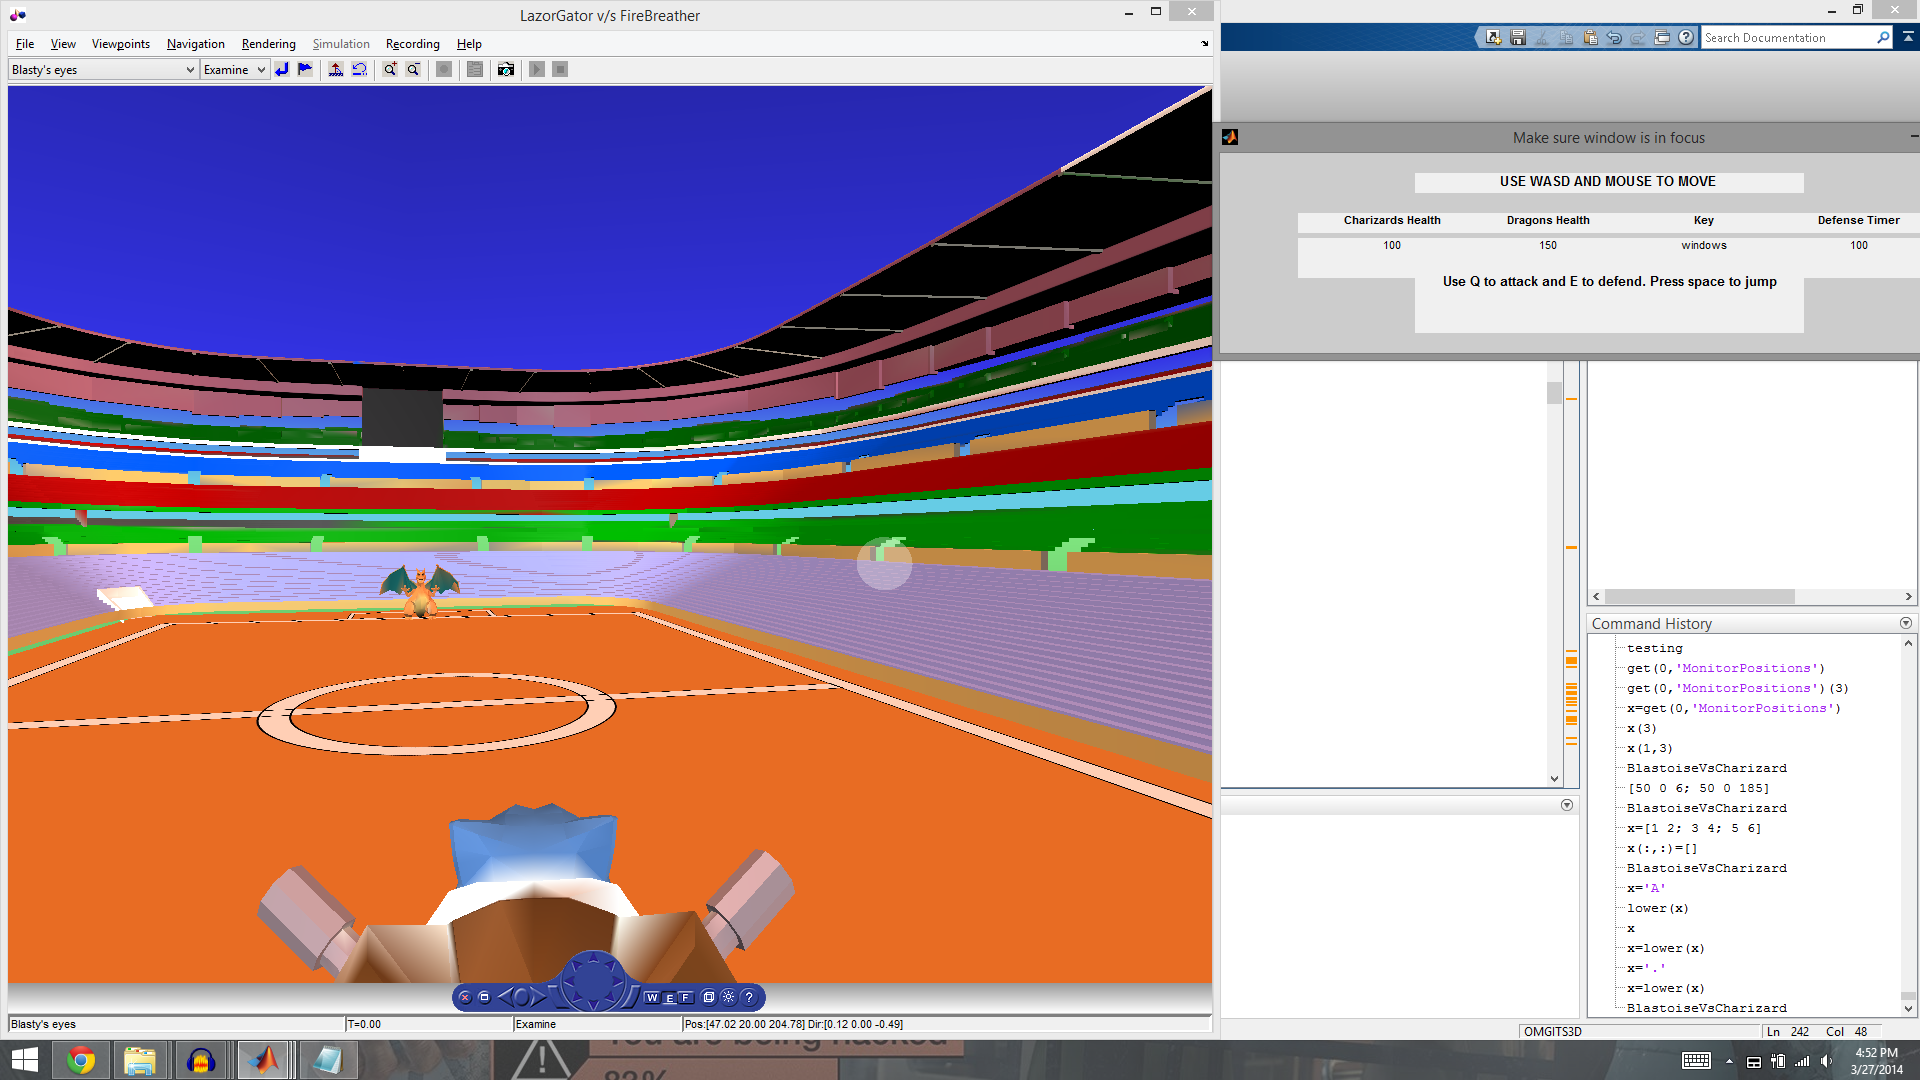 LazorGator v/s FireBreather
File View Viewpoints Navigation Rendering Simulation Recording Help
Blasty's eyes Examine
Search Documentation
Make sure window is in focus
USE WASD AND MOUSE TO MOVE
Charizards Health Dragons Health Key Defense Timer
100 150 windows 100
Use Q to attack and E to defend. Press space to jump
Command History
testing
get(0,'MonitorPositions')
get(0,'MonitorPositions')(3)
x=get(0,'MonitorPositions')
x(3)
x(1,3)
BlastoiseVsCharizard
[50 0 6; 50 0 185]
BlastoiseVsCharizard
x=[1 2; 3 4; 5 6]
x(:,:)=[]
BlastoiseVsCharizard
x='A'
lower(x)
x
x=lower(x)
x='.'
x=lower(x)
BlastoiseVsCharizard
W E F ?
Blasty's eyes T=0.00 Examine Pos:[47.02 20.00 204.78] Dir:[0.12 0.00 -0.49]
OMGITS3D Ln 242 Col 48
You are being hacked
83%
4:52 PM
3/27/2014